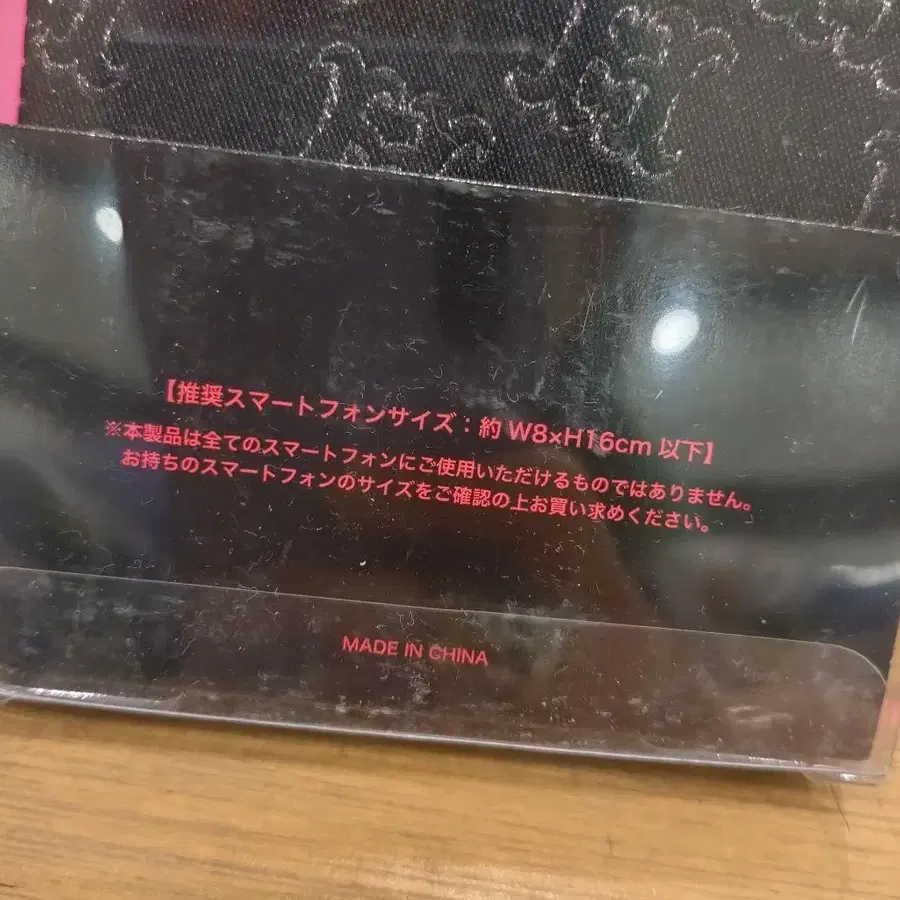 【推奨スマートフォンサイズ：約 W8×H16cm 以下】
※本製品は全てのスマートフォンにご使用いただけるものではありません。
お持ちのスマートフォンのサイズをご確認の上お買い求めください。
MADE IN CHINA